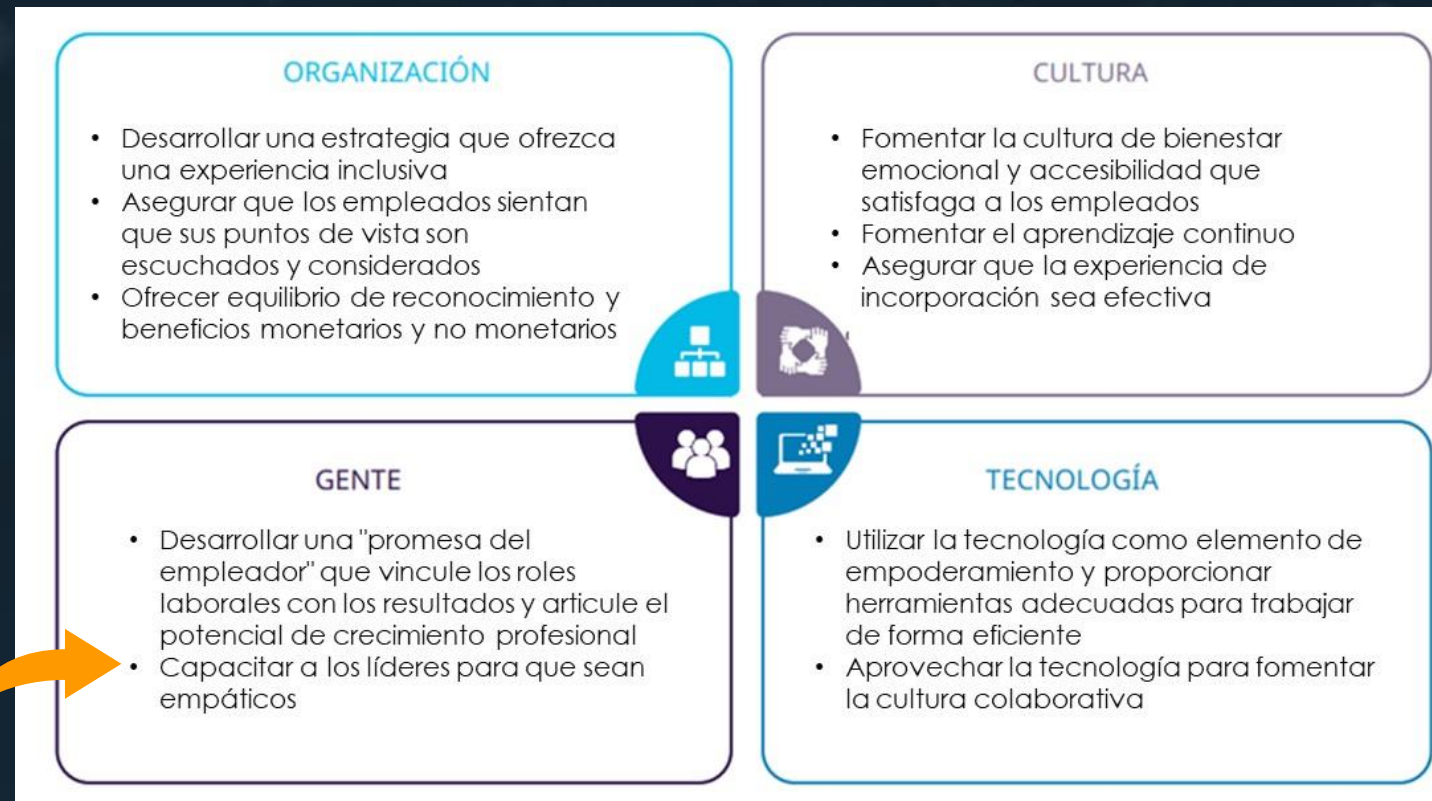 ORGANIZACIÓN
• Desarrollar una estrategia que ofrezca
una experiencia inclusiva
• Asegurar que los empleados sientan
que sus puntos de vista son
escuchados y considerados
• Ofrecer equilibrio de reconocimiento y
beneficios monetarios y no monetarios
CULTURA
• Fomentar la cultura de bienestar
emocional y accesibilidad que
satisfaga a los empleados
• Fomentar el aprendizaje continuo
• Asegurar que la experiencia de
incorporación sea efectiva
GENTE
• Desarrollar una "promesa del
empleador" que vincule los roles
laborales con los resultados y articule el
potencial de crecimiento profesional
• Capacitar a los líderes para que sean
empáticos
TECNOLOGÍA
• Utilizar la tecnología como elemento de
empoderamiento y proporcionar
herramientas adecuadas para trabajar
de forma eficiente
• Aprovechar la tecnología para fomentar
la cultura colaborativa